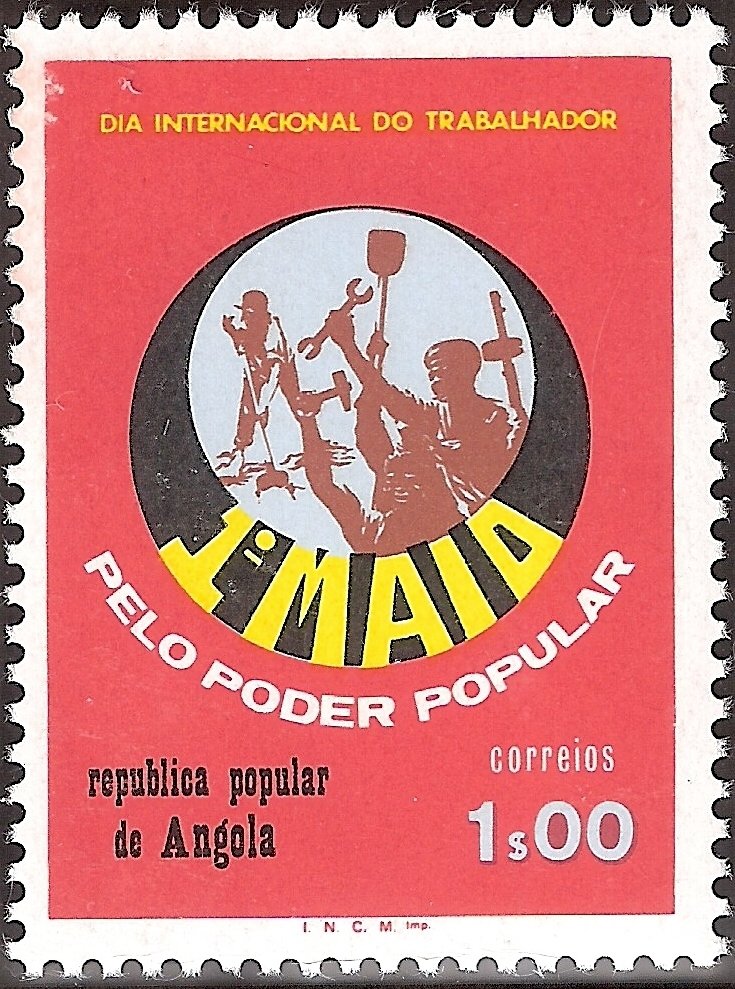 DIA INTERNACIONAL DO TRABALHADOR
1º MAIO
PELO PODER POPULAR
republica popular
de Angola
correios
1$00
I. N. C. M. Imp.